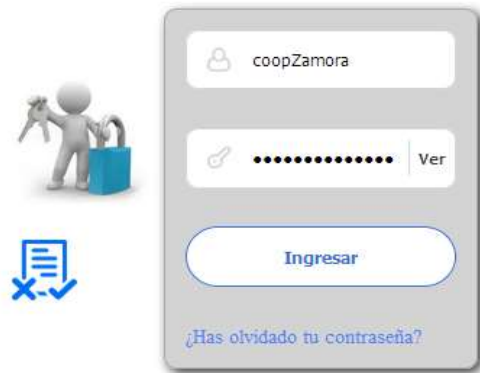 coopZamora
•••••••••••••• Ver
Ingresar
¿Has olvidado tu contraseña?